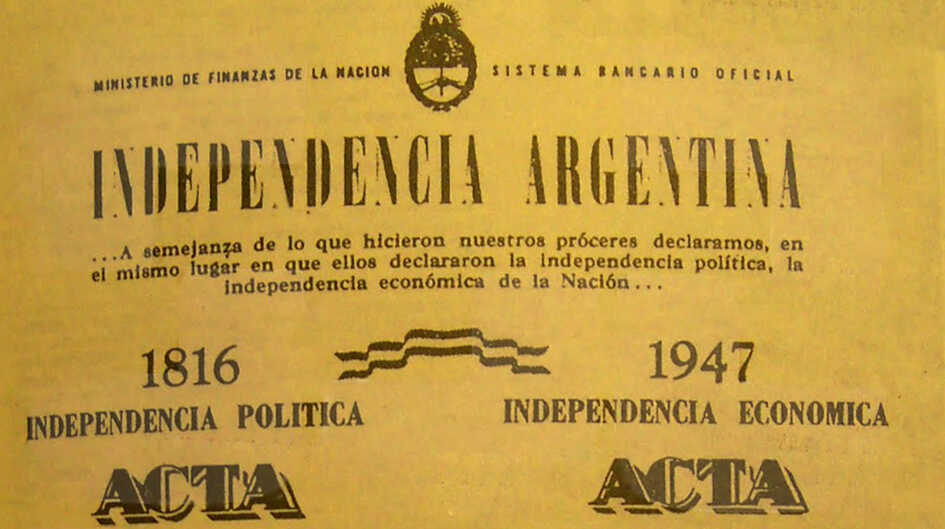 MINISTERIO DE FINANZAS DE LA NACION SISTEMA BANCARIO OFICIAL
INDEPENDENCIA ARGENTINA
...A semejanza de lo que hicieron nuestros próceres declaramos, en
el mismo lugar en que ellos declararon la independencia política, la
independencia económica de la Nación...
1816 1947
INDEPENDENCIA POLITICA INDEPENDENCIA ECONOMICA
ACTA ACTA